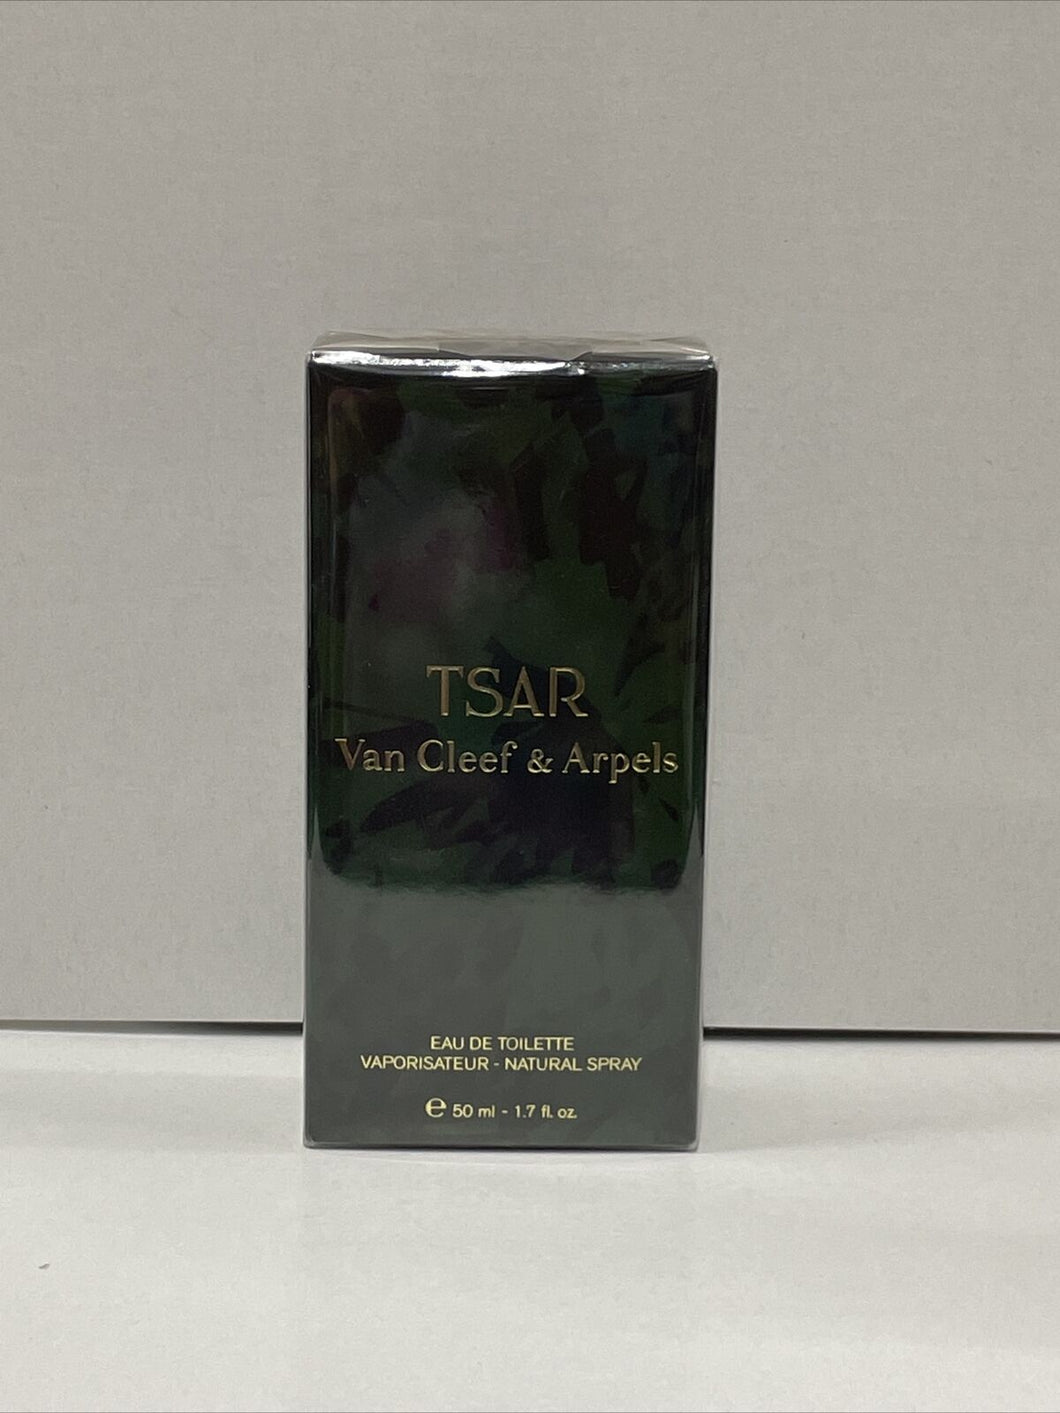 TSAR
Van Cleef & Arpels
EAU DE TOILETTE
VAPORISATEUR - NATURAL SPRAY
℮ 50 ml - 1.7 fl. oz.